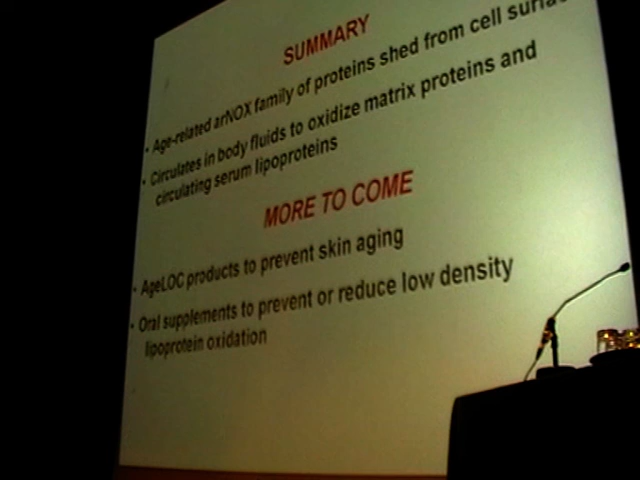 SUMMARY
• Age-related arNOX family of proteins shed from cell surface
• Circulates in body fluids to oxidize matrix proteins and
circulating serum lipoproteins
MORE TO COME
• AgeLOC products to prevent skin aging
• Oral supplements to prevent or reduce low density
lipoprotein oxidation